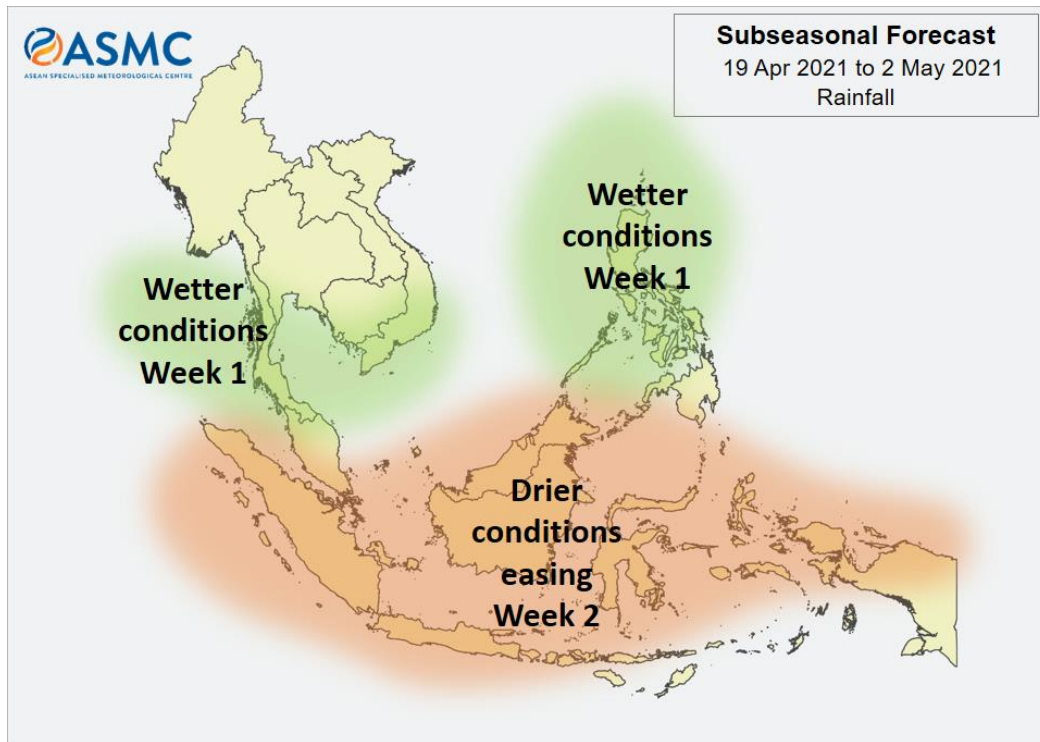 ASMC
ASEAN SPECIALISED METEOROLOGICAL CENTRE
Subseasonal Forecast
19 Apr 2021 to 2 May 2021
Rainfall
Wetter
conditions
Week 1
Wetter
conditions
Week 1
Drier
conditions
easing
Week 2